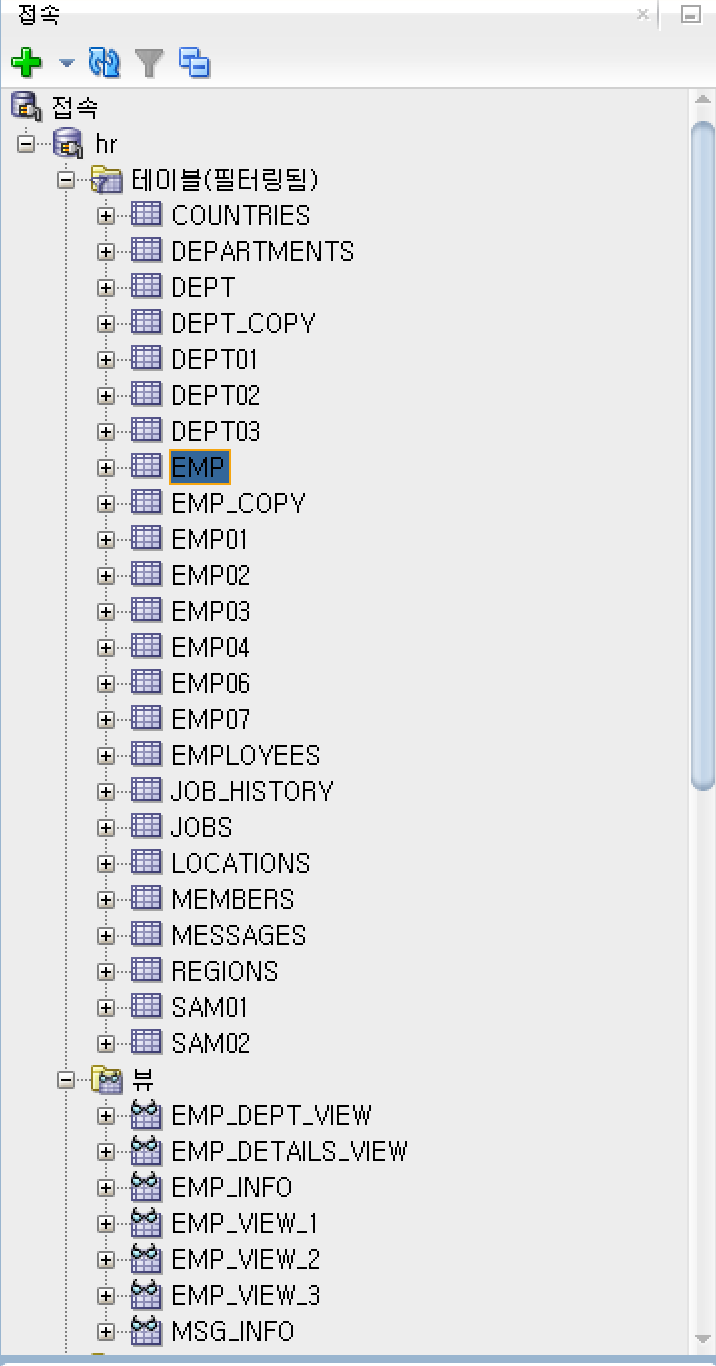 접속
접속
hr
테이블(필터링됨)
COUNTRIES
DEPARTMENTS
DEPT
DEPT_COPY
DEPT01
DEPT02
DEPT03
EMP
EMP_COPY
EMP01
EMP02
EMP03
EMP04
EMP06
EMP07
EMPLOYEES
JOB_HISTORY
JOBS
LOCATIONS
MEMBERS
MESSAGES
REGIONS
SAM01
SAM02
뷰
EMP_DEPT_VIEW
EMP_DETAILS_VIEW
EMP_INFO
EMP_VIEW_1
EMP_VIEW_2
EMP_VIEW_3
MSG_INFO